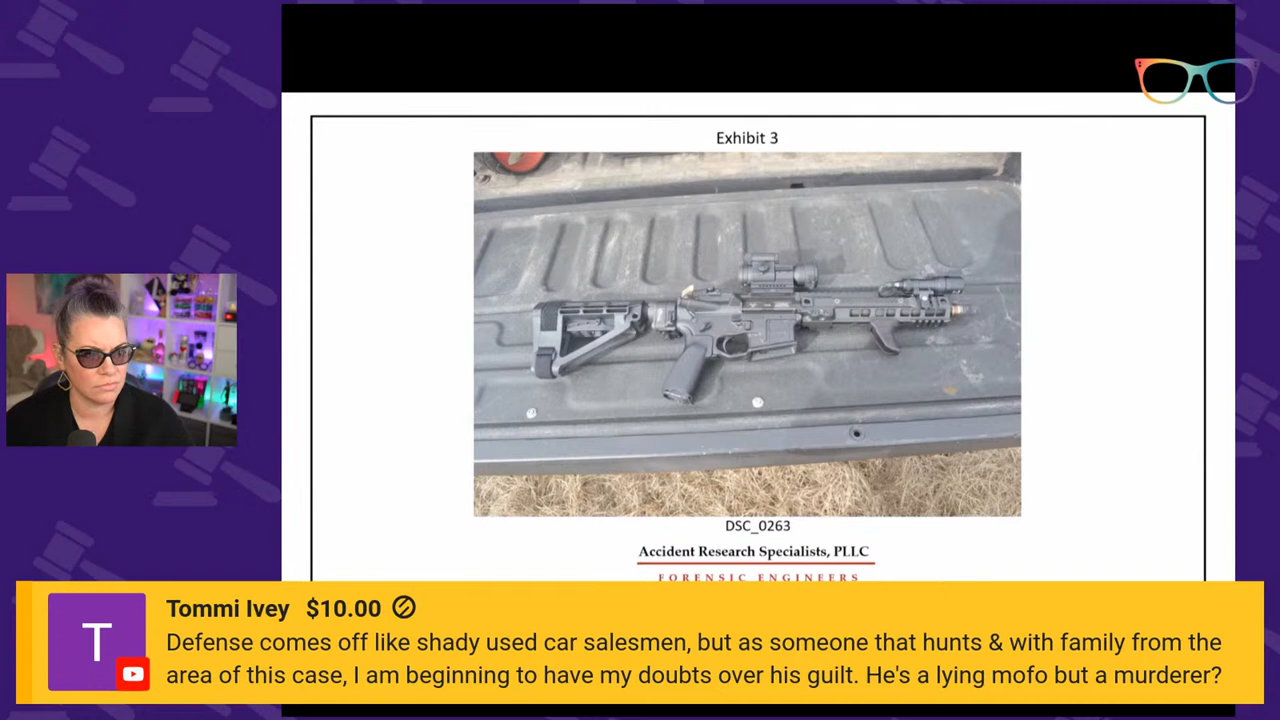 Exhibit 3
DSC_0263
Accident Research Specialists, PLLC
FORENSIC ENGINEERS
T
Tommi Ivey $10.00
Defense comes off like shady used car salesmen, but as someone that hunts & with family from the
area of this case, I am beginning to have my doubts over his guilt. He's a lying mofo but a murderer?